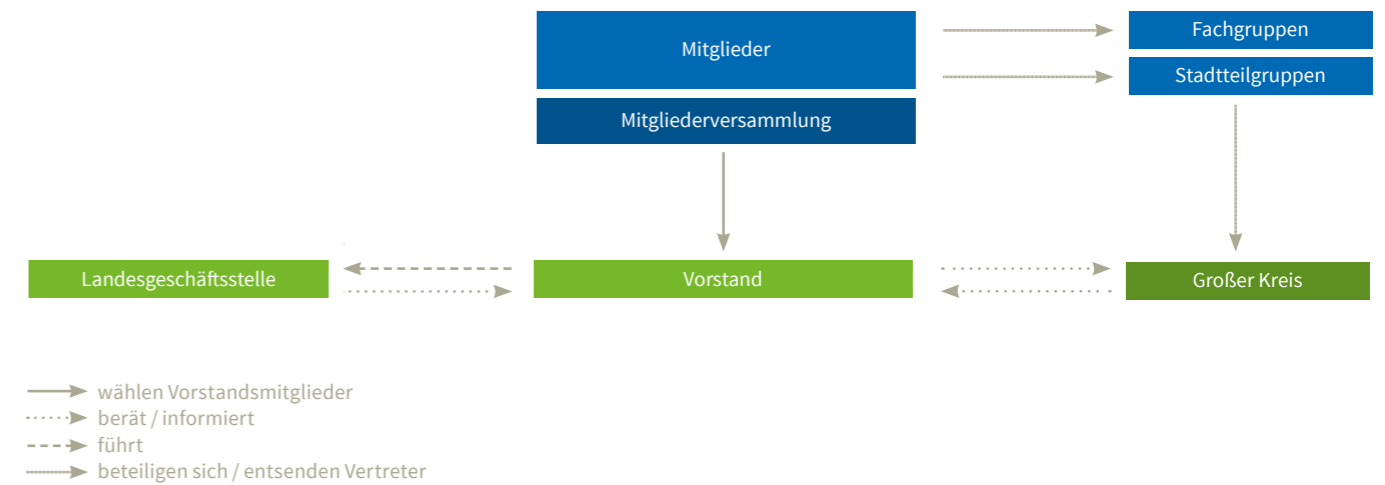 Mitglieder
Fachgruppen
Stadtteilgruppen
Mitgliederversammlung
Landesgeschäftsstelle
Vorstand
Großer Kreis
wählen Vorstandsmitglieder
berät / informiert
führt
beteiligen sich / entsenden Vertreter